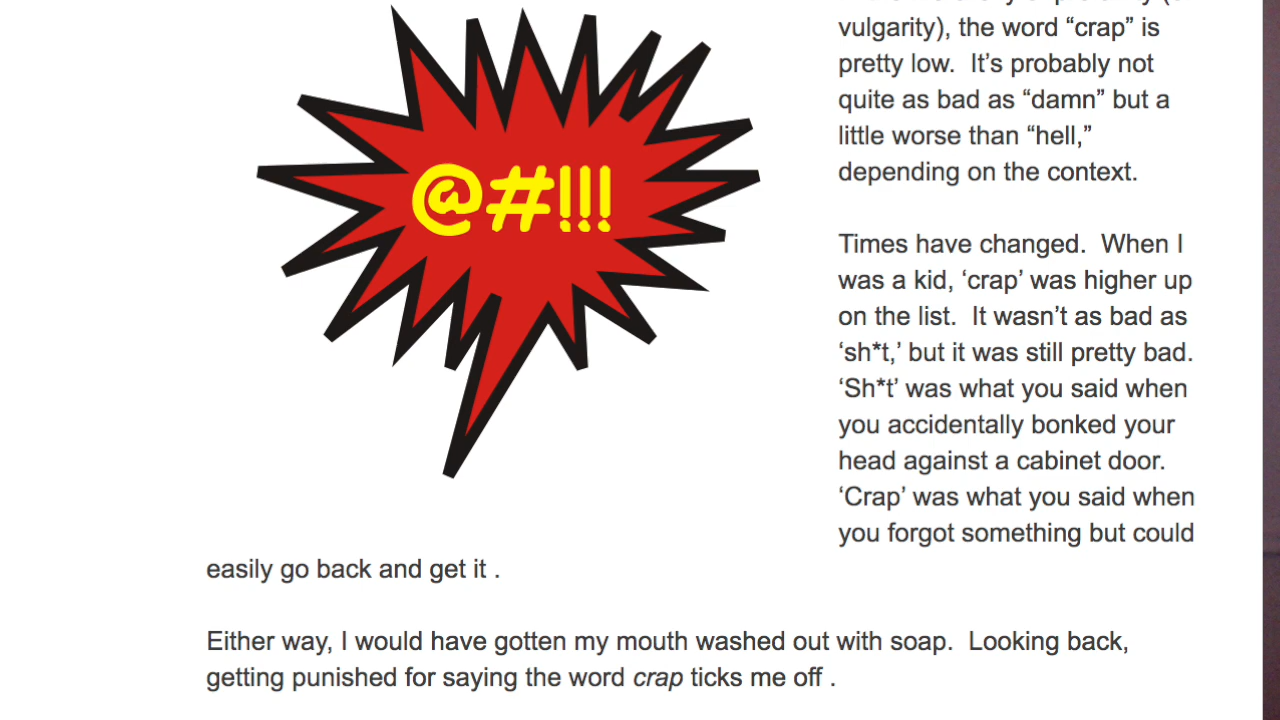 @#!!!
vulgarity), the word “crap” is
pretty low.  It’s probably not
quite as bad as “damn” but a
little worse than “hell,”
depending on the context.
Times have changed.  When I
was a kid, ‘crap’ was higher up
on the list.  It wasn’t as bad as
‘sh*t,’ but it was still pretty bad.
‘Sh*t’ was what you said when
you accidentally bonked your
head against a cabinet door.
‘Crap’ was what you said when
you forgot something but could
easily go back and get it .
Either way, I would have gotten my mouth washed out with soap.  Looking back,
getting punished for saying the word crap ticks me off .